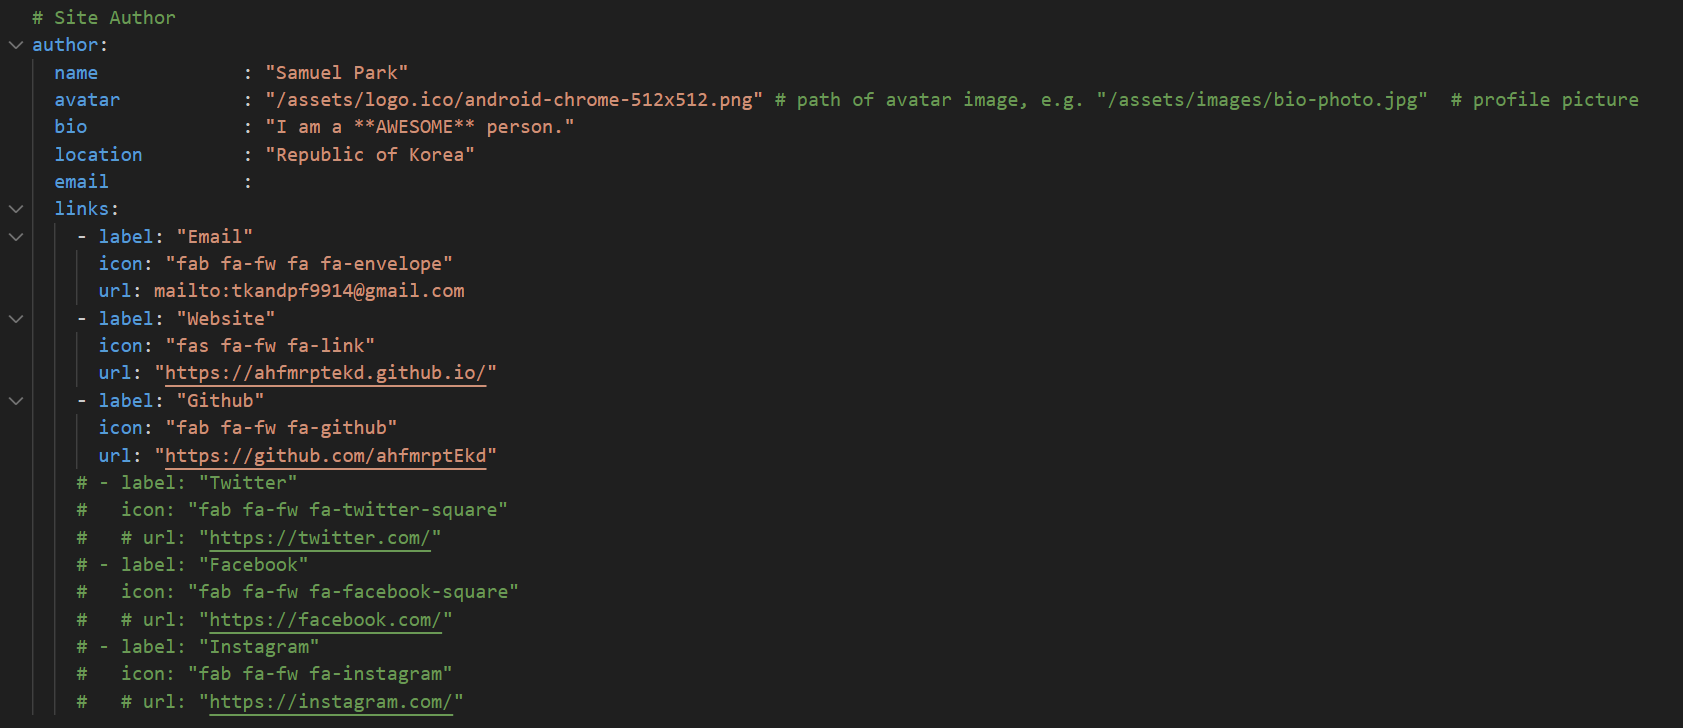 # Site Author
author:
name : "Samuel Park"
avatar : "/assets/logo.ico/android-chrome-512x512.png" # path of avatar image, e.g. "/assets/images/bio-photo.jpg" # profile picture
bio : "I am a **AWESOME** person."
location : "Republic of Korea"
email :
links:
- label: "Email"
icon: "fab fa-fw fa fa-envelope"
url: mailto:tkandpf9914@gmail.com
- label: "Website"
icon: "fas fa-fw fa-link"
url: "https://ahfmrptekd.github.io/"
- label: "Github"
icon: "fab fa-fw fa-github"
url: "https://github.com/ahfmrptEkd"
# - label: "Twitter"
#   icon: "fab fa-fw fa-twitter-square"
#   # url: "https://twitter.com/"
# - label: "Facebook"
#   icon: "fab fa-fw fa-facebook-square"
#   # url: "https://facebook.com/"
# - label: "Instagram"
#   icon: "fab fa-fw fa-instagram"
#   # url: "https://instagram.com/"